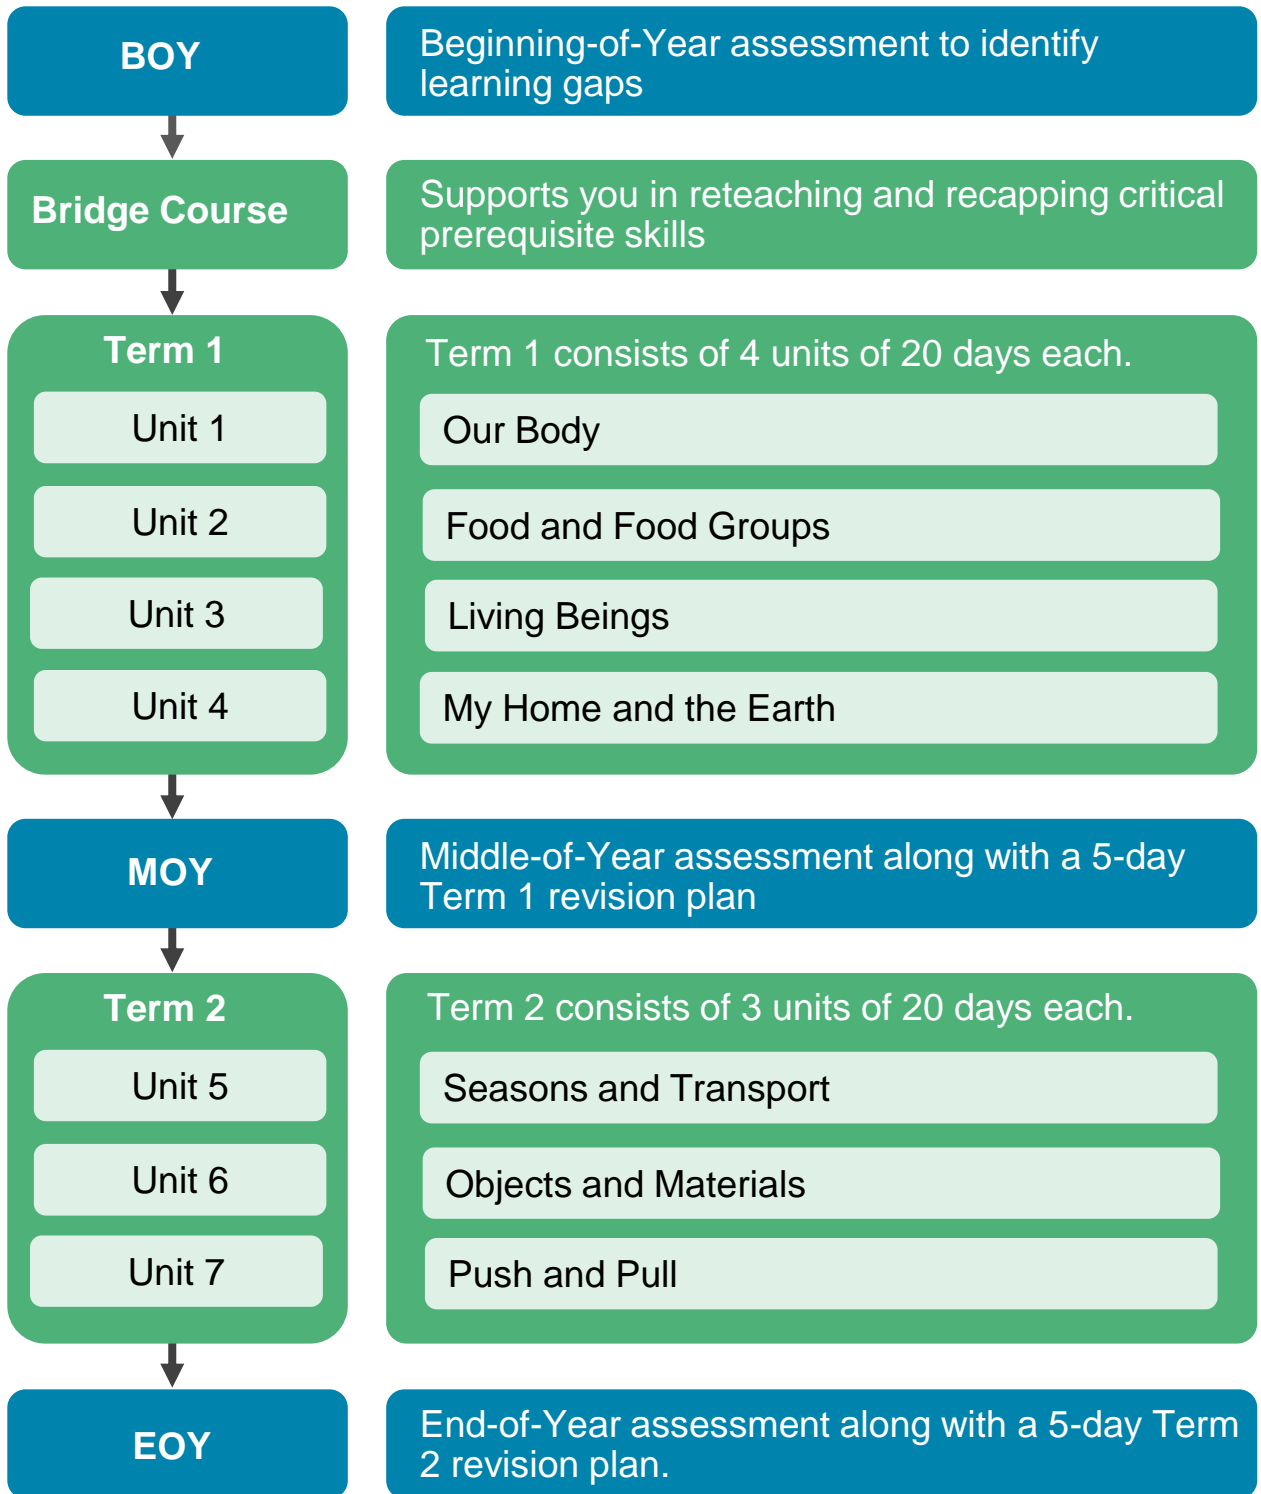 BOY
Beginning-of-Year assessment to identify
learning gaps
Bridge Course
Supports you in reteaching and recapping critical
prerequisite skills
Term 1
Term 1 consists of 4 units of 20 days each.
Unit 1
Our Body
Unit 2
Food and Food Groups
Unit 3
Living Beings
Unit 4
My Home and the Earth
MOY
Middle-of-Year assessment along with a 5-day
Term 1 revision plan
Term 2
Term 2 consists of 3 units of 20 days each.
Unit 5
Seasons and Transport
Unit 6
Objects and Materials
Unit 7
Push and Pull
EOY
End-of-Year assessment along with a 5-day Term
2 revision plan.